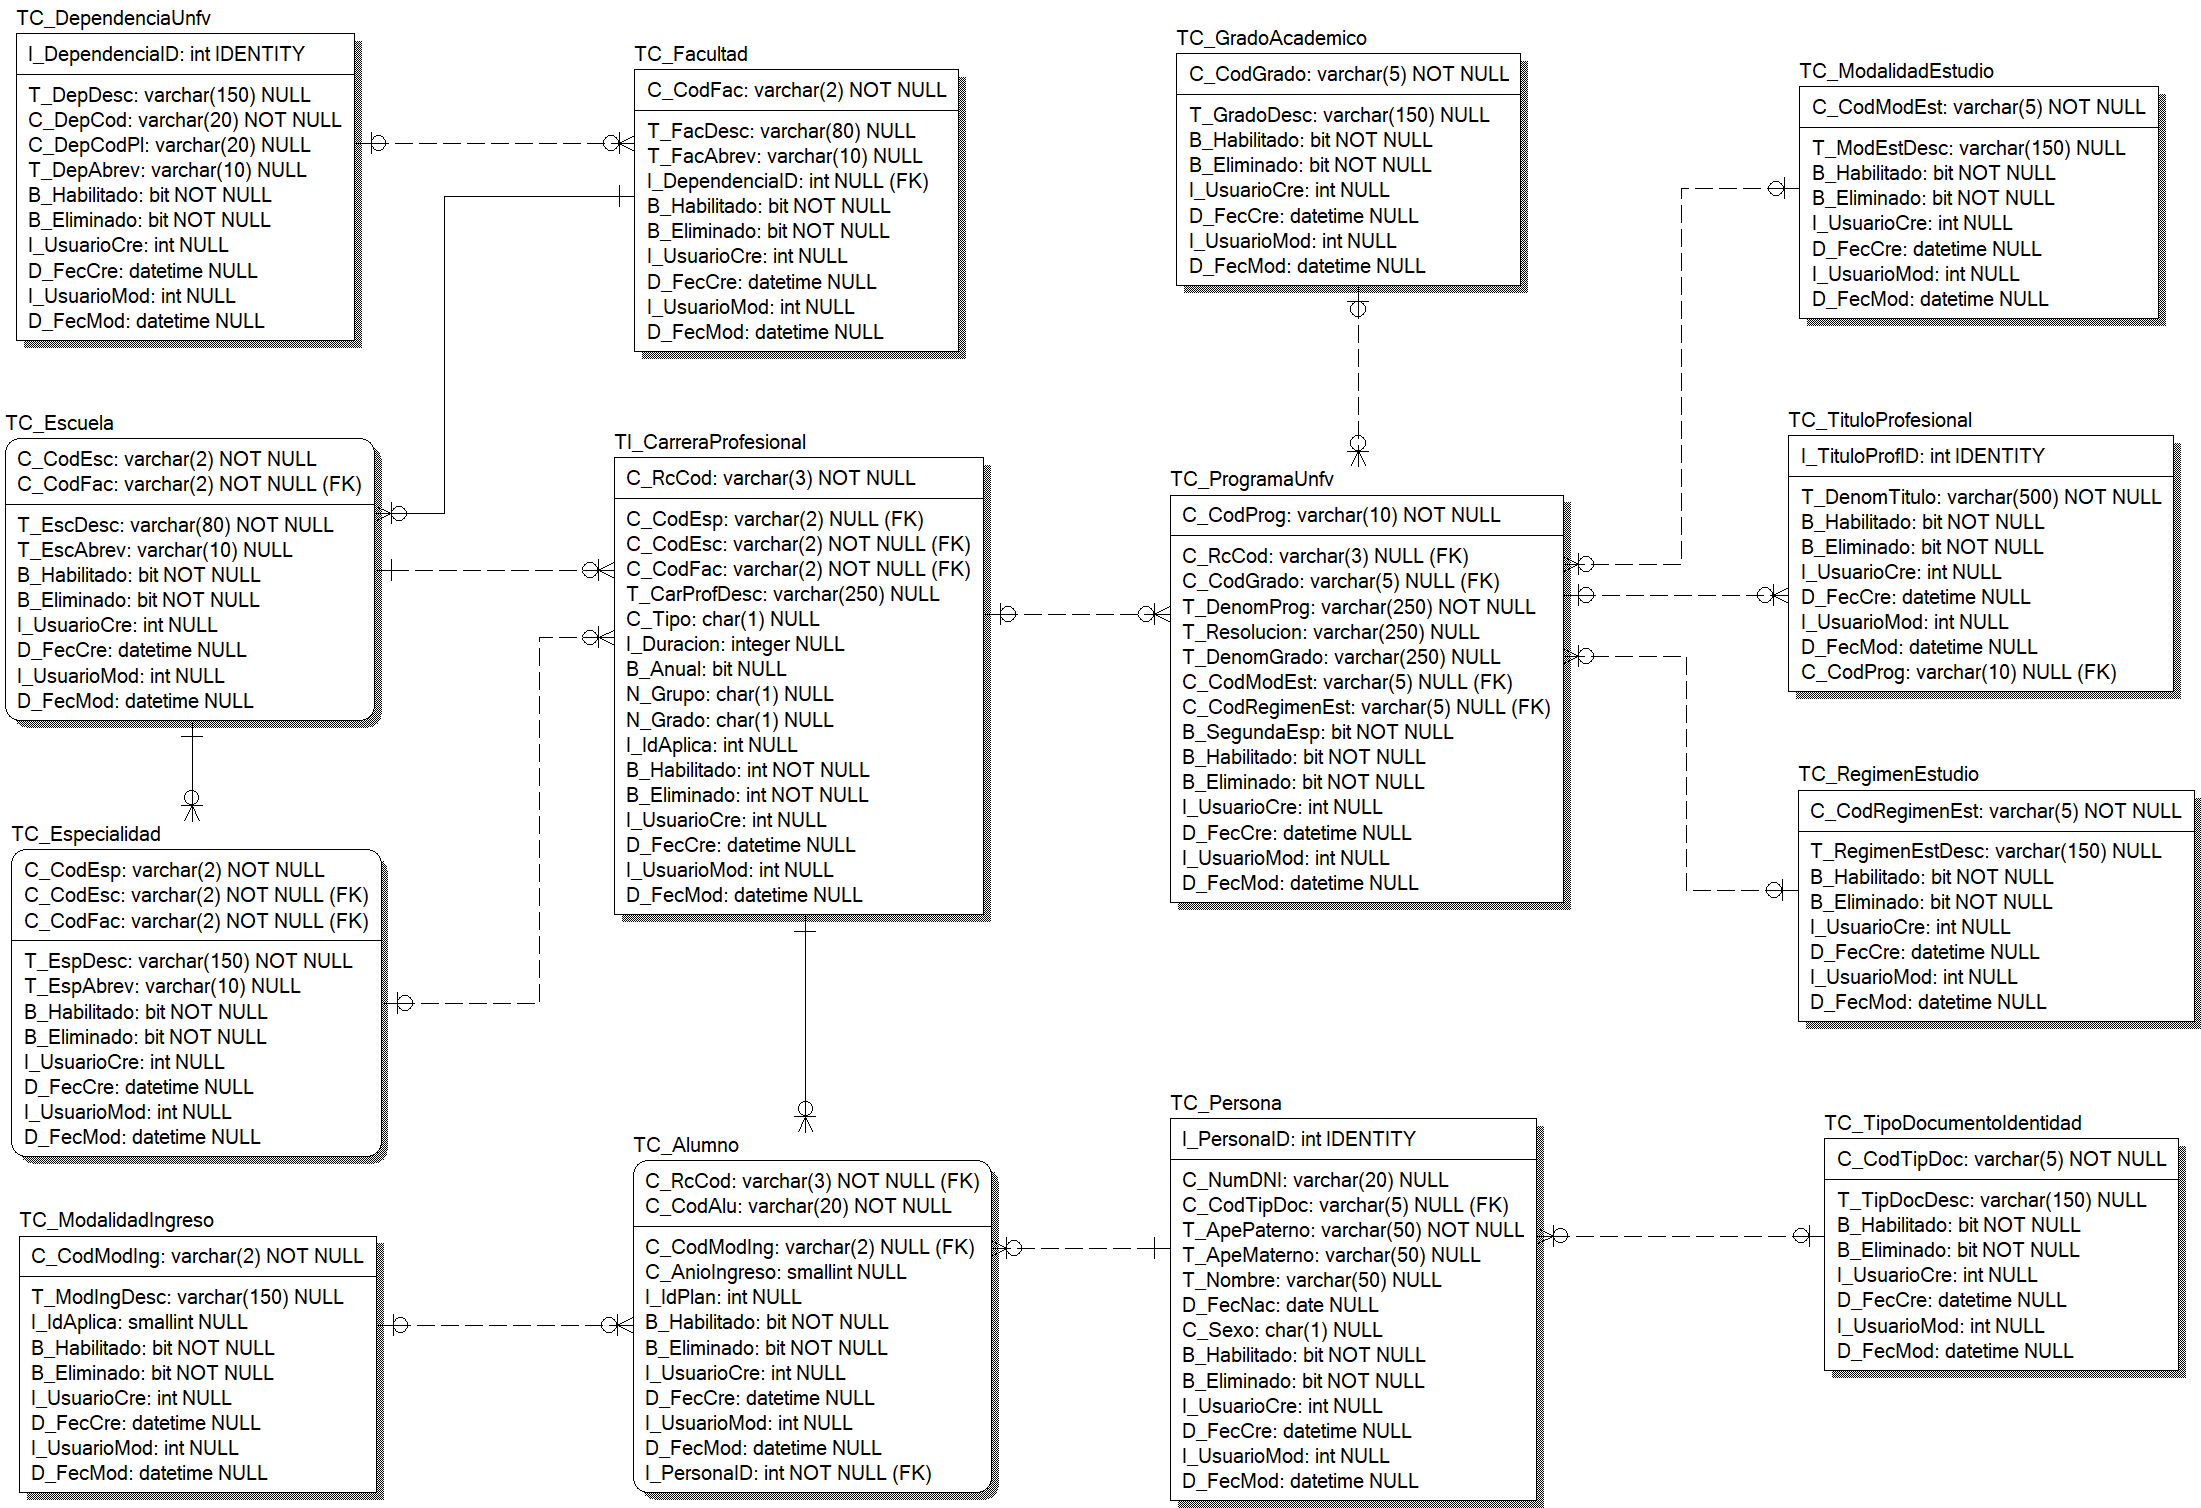 TC_DependenciaUnfv
I_DependenciaID: int IDENTITY
T_DepDesc: varchar(150) NULL
C_DepCod: varchar(20) NOT NULL
C_DepCodPl: varchar(20) NULL
T_DepAbrev: varchar(10) NULL
B_Habilitado: bit NOT NULL
B_Eliminado: bit NOT NULL
I_UsuarioCre: int NULL
D_FecCre: datetime NULL
I_UsuarioMod: int NULL
D_FecMod: datetime NULL
TC_Facultad
C_CodFac: varchar(2) NOT NULL
T_FacDesc: varchar(80) NULL
T_FacAbrev: varchar(10) NULL
I_DependenciaID: int NULL (FK)
B_Habilitado: bit NOT NULL
B_Eliminado: bit NOT NULL
I_UsuarioCre: int NULL
D_FecCre: datetime NULL
I_UsuarioMod: int NULL
D_FecMod: datetime NULL
TC_GradoAcademico
C_CodGrado: varchar(5) NOT NULL
T_GradoDesc: varchar(150) NULL
B_Habilitado: bit NOT NULL
B_Eliminado: bit NOT NULL
I_UsuarioCre: int NULL
D_FecCre: datetime NULL
I_UsuarioMod: int NULL
D_FecMod: datetime NULL
TC_ModalidadEstudio
C_CodModEst: varchar(5) NOT NULL
T_ModEstDesc: varchar(150) NULL
B_Habilitado: bit NOT NULL
B_Eliminado: bit NOT NULL
I_UsuarioCre: int NULL
D_FecCre: datetime NULL
I_UsuarioMod: int NULL
D_FecMod: datetime NULL
TC_Escuela
C_CodEsc: varchar(2) NOT NULL
C_CodFac: varchar(2) NOT NULL (FK)
T_EscDesc: varchar(80) NOT NULL
T_EscAbrev: varchar(10) NULL
B_Habilitado: bit NOT NULL
B_Eliminado: bit NOT NULL
I_UsuarioCre: int NULL
D_FecCre: datetime NULL
I_UsuarioMod: int NULL
D_FecMod: datetime NULL
TI_CarreraProfesional
C_RcCod: varchar(3) NOT NULL
C_CodEsp: varchar(2) NULL (FK)
C_CodEsc: varchar(2) NOT NULL (FK)
C_CodFac: varchar(2) NOT NULL (FK)
T_CarProfDesc: varchar(250) NULL
C_Tipo: char(1) NULL
I_Duracion: integer NULL
B_Anual: bit NULL
N_Grupo: char(1) NULL
N_Grado: char(1) NULL
I_IdAplica: int NULL
B_Habilitado: int NOT NULL
B_Eliminado: int NOT NULL
I_UsuarioCre: int NULL
D_FecCre: datetime NULL
I_UsuarioMod: int NULL
D_FecMod: datetime NULL
TC_ProgramaUnfv
C_CodProg: varchar(10) NOT NULL
C_RcCod: varchar(3) NULL (FK)
C_CodGrado: varchar(5) NULL (FK)
T_DenomProg: varchar(250) NOT NULL
T_Resolucion: varchar(250) NULL
T_DenomGrado: varchar(250) NULL
C_CodModEst: varchar(5) NULL (FK)
C_CodRegimenEst: varchar(5) NULL (FK)
B_SegundaEsp: bit NOT NULL
B_Habilitado: bit NOT NULL
B_Eliminado: bit NOT NULL
I_UsuarioCre: int NULL
D_FecCre: datetime NULL
I_UsuarioMod: int NULL
D_FecMod: datetime NULL
TC_TituloProfesional
I_TituloProfID: int IDENTITY
T_DenomTitulo: varchar(500) NOT NULL
B_Habilitado: bit NOT NULL
B_Eliminado: bit NOT NULL
I_UsuarioCre: int NULL
D_FecCre: datetime NULL
I_UsuarioMod: int NULL
D_FecMod: datetime NULL
C_CodProg: varchar(10) NULL (FK)
TC_RegimenEstudio
C_CodRegimenEst: varchar(5) NOT NULL
T_RegimenEstDesc: varchar(150) NULL
B_Habilitado: bit NOT NULL
B_Eliminado: bit NOT NULL
I_UsuarioCre: int NULL
D_FecCre: datetime NULL
I_UsuarioMod: int NULL
D_FecMod: datetime NULL
TC_Especialidad
C_CodEsp: varchar(2) NOT NULL
C_CodEsc: varchar(2) NOT NULL (FK)
C_CodFac: varchar(2) NOT NULL (FK)
T_EspDesc: varchar(150) NOT NULL
T_EspAbrev: varchar(10) NULL
B_Habilitado: bit NOT NULL
B_Eliminado: bit NOT NULL
I_UsuarioCre: int NULL
D_FecCre: datetime NULL
I_UsuarioMod: int NULL
D_FecMod: datetime NULL
TC_ModalidadIngreso
C_CodModIng: varchar(2) NOT NULL
T_ModIngDesc: varchar(150) NULL
I_IdAplica: smallint NULL
B_Habilitado: bit NOT NULL
B_Eliminado: bit NOT NULL
I_UsuarioCre: int NULL
D_FecCre: datetime NULL
I_UsuarioMod: int NULL
D_FecMod: datetime NULL
TC_Alumno
C_RcCod: varchar(3) NOT NULL (FK)
C_CodAlu: varchar(20) NOT NULL
C_CodModIng: varchar(2) NULL (FK)
C_AnioIngreso: smallint NULL
I_IdPlan: int NULL
B_Habilitado: bit NOT NULL
B_Eliminado: bit NOT NULL
I_UsuarioCre: int NULL
D_FecCre: datetime NULL
I_UsuarioMod: int NULL
D_FecMod: datetime NULL
I_PersonaID: int NOT NULL (FK)
TC_Persona
I_PersonaID: int IDENTITY
C_NumDNI: varchar(20) NULL
C_CodTipDoc: varchar(5) NULL (FK)
T_ApePaterno: varchar(50) NOT NULL
T_ApeMaterno: varchar(50) NULL
T_Nombre: varchar(50) NULL
D_FecNac: date NULL
C_Sexo: char(1) NULL
B_Habilitado: bit NOT NULL
B_Eliminado: bit NOT NULL
I_UsuarioCre: int NULL
D_FecCre: datetime NULL
I_UsuarioMod: int NULL
D_FecMod: datetime NULL
TC_TipoDocumentoIdentidad
C_CodTipDoc: varchar(5) NOT NULL
T_TipDocDesc: varchar(150) NULL
B_Habilitado: bit NOT NULL
B_Eliminado: bit NOT NULL
I_UsuarioCre: int NULL
D_FecCre: datetime NULL
I_UsuarioMod: int NULL
D_FecMod: datetime NULL